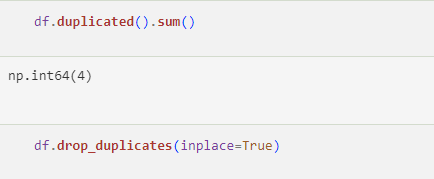 df.duplicated().sum()
np.int64(4)
df.drop_duplicates(inplace=True)